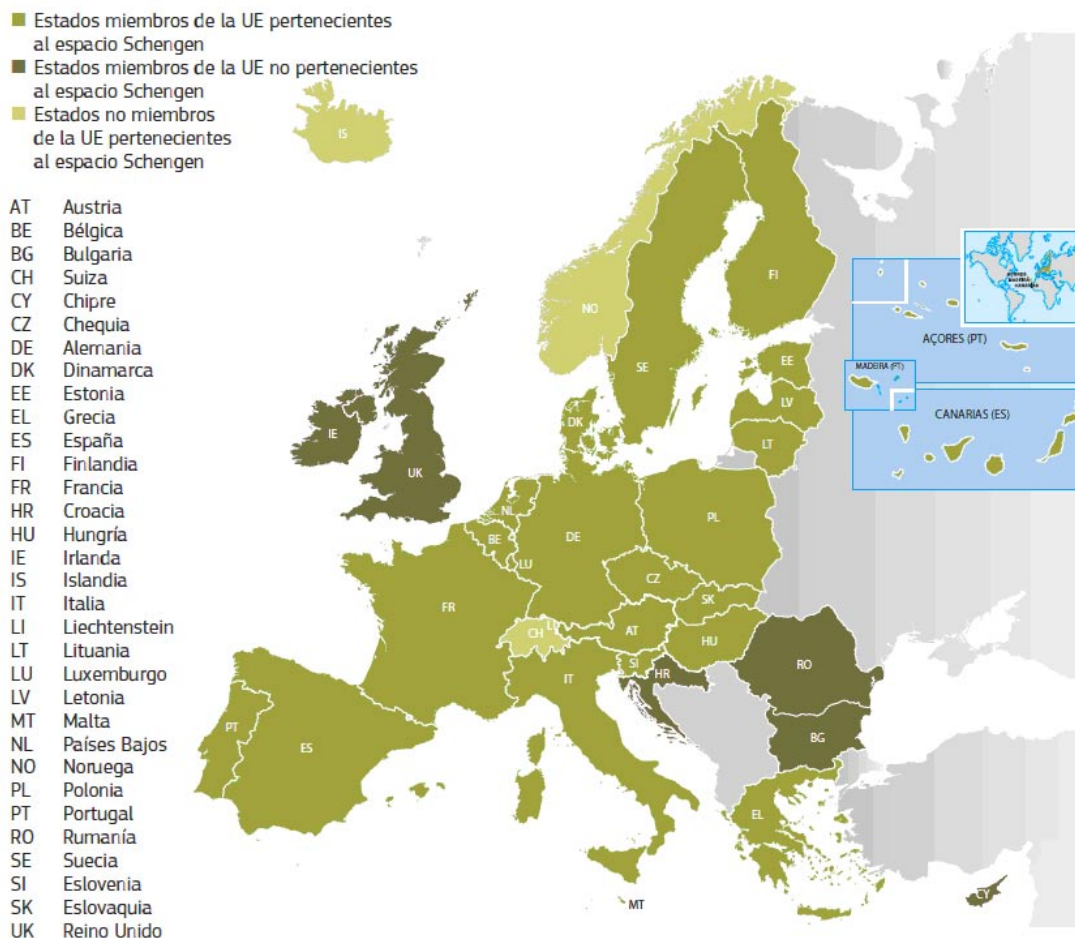 Estados miembros de la UE pertenecientes
al espacio Schengen
Estados miembros de la UE no pertenecientes
al espacio Schengen
Estados no miembros
de la UE pertenecientes
al espacio Schengen
AT Austria
BE Bélgica
BG Bulgaria
CH Suiza
CY Chipre
CZ Chequia
DE Alemania
DK Dinamarca
EE Estonia
EL Grecia
ES España
FI Finlandia
FR Francia
HR Croacia
HU Hungría
IE Irlanda
IS Islandia
IT Italia
LI Liechtenstein
LT Lituania
LU Luxemburgo
LV Letonia
MT Malta
NL Países Bajos
NO Noruega
PL Polonia
PT Portugal
RO Rumanía
SE Suecia
SI Eslovenia
SK Eslovaquia
UK Reino Unido
IS
NO
SE
FI
EE
LV
LT
DK
IE
UK
NL
BE
LU
DE
PL
CZ
SK
FR
CH
LI
AT
HU
SI
HR
RO
IT
BG
PT
ES
EL
MT
CY
AÇORES (PT)
MADEIRA (PT)
CANARIAS (ES)